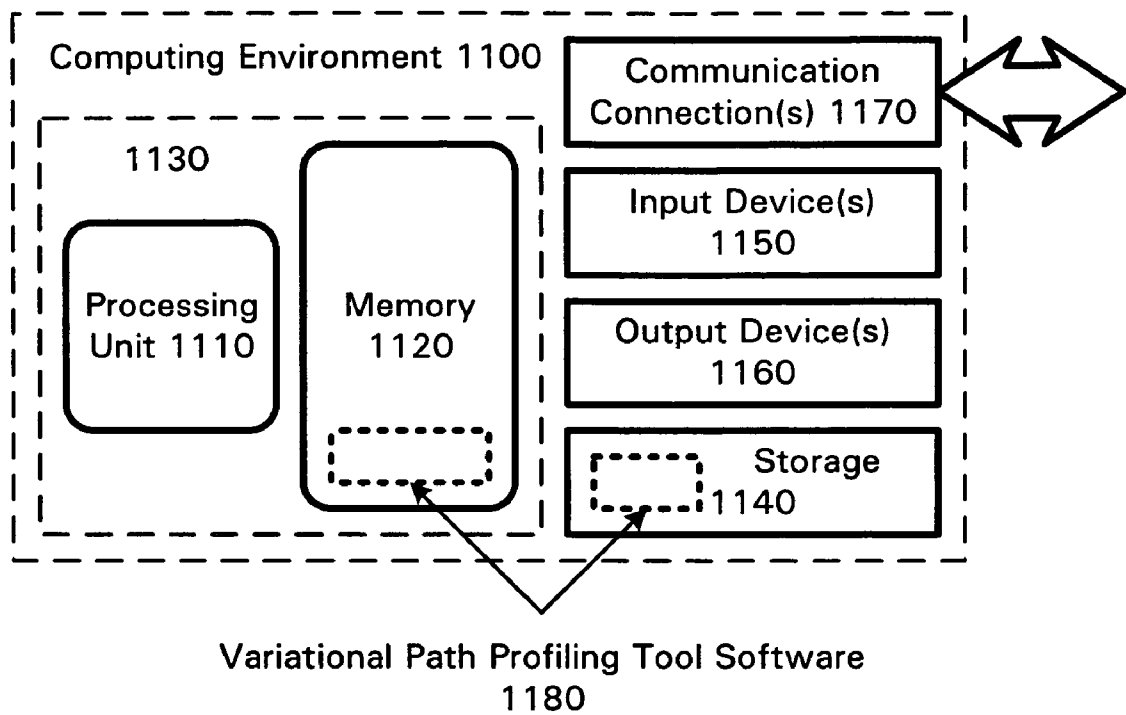 Computing Environment 1100
1130
Processing
Unit 1110
Memory
1120
Communication
Connection(s) 1170
Input Device(s)
1150
Output Device(s)
1160
Storage
1140
Variational Path Profiling Tool Software
1180